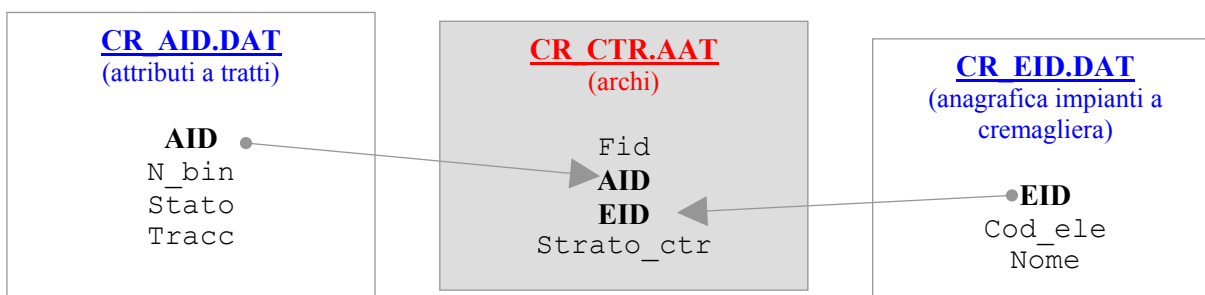 CR_AID.DAT
(attributi a tratti)
AID
N_bin
Stato
Tracc
CR_CTR.AAT
(archi)
Fid
AID
EID
Strato_ctr
CR_EID.DAT
(anagrafica impianti a
cremagliera)
EID
Cod_ele
Nome